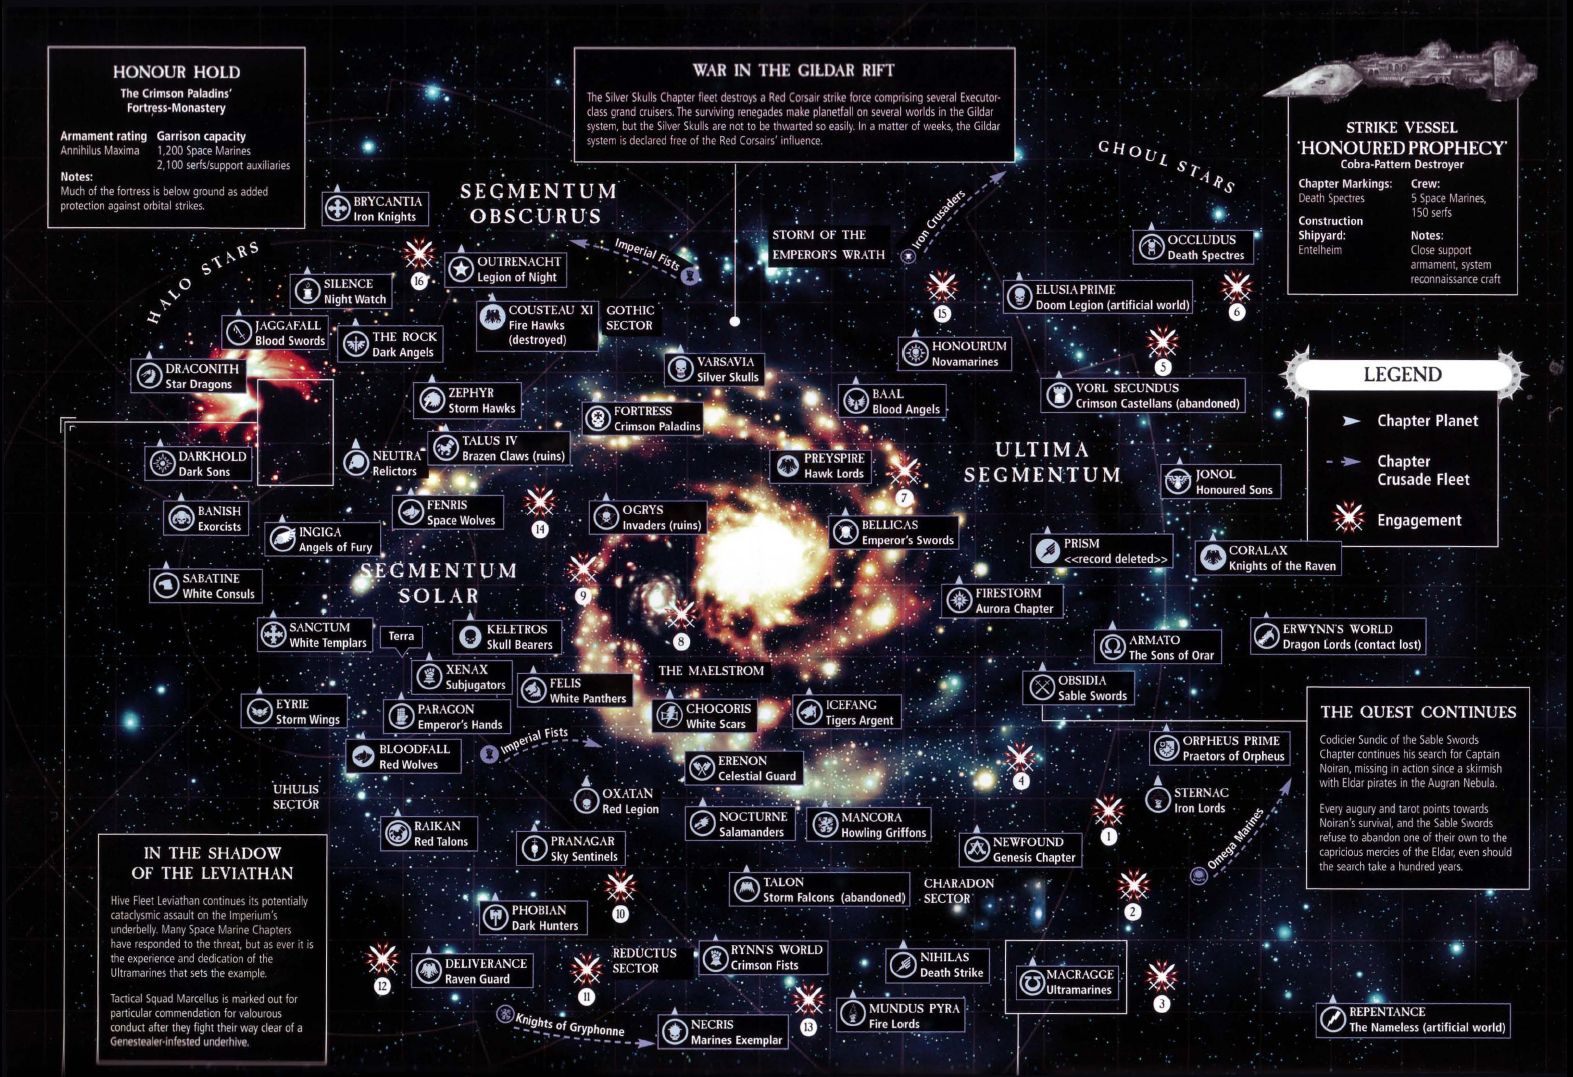 HONOUR HOLD
The Crimson Paladins'
Fortress-Monastery
Armament rating
Annihilus Maxima
Garrison capacity
1,200 Space Marines
2,100 serfs/support auxiliaries
Notes:
Much of the fortress is below ground as added
protection against orbital strikes.
WAR IN THE GILDAR RIFT
The Silver Skulls Chapter fleet destroys a Red Corsair strike force comprising several Executor-
class grand cruisers. The surviving renegades make planetfall on several worlds in the Gildar
system, but the Silver Skulls are not to be thwarted so easily. In a matter of weeks, the Gildar
system is declared free of the Red Corsairs' influence.
STRIKE VESSEL
'HONOURED PROPHECY'
Cobra-Pattern Destroyer
Chapter Markings:
Death Spectres
Construction
Shipyard:
Entelheim
Crew:
5 Space Marines,
150 serfs
Notes:
Close support
armament, system
reconnaissance craft
GHOUL STARS
SEGMENTUM
OBSCURUS
HALO STARS
BRYCANTIA
Iron Knights
16
OUTRENACHT
Legion of Night
Imperial Fists
STORM OF THE
EMPEROR'S WRATH
Iron Crusaders
OCCLUDUS
Death Spectres
SILENCE
Night Watch
COUSTEAU XI
Fire Hawks
(destroyed)
GOTHIC
SECTOR
15
ELUSIA PRIME
Doom Legion (artificial world)
6
JAGGAFALL
Blood Swords
THE ROCK
Dark Angels
HONOURUM
Novamarines
5
DRACONITH
Star Dragons
VARSAVIA
Silver Skulls
LEGEND
Chapter Planet
Chapter
Crusade Fleet
Engagement
ZEPHYR
Storm Hawks
FORTRESS
Crimson Paladins
BAAL
Blood Angels
VORL SECUNDUS
Crimson Castellans (abandoned)
DARKHOLD
Dark Sons
NEUTRA
Relictors
TALUS IV
Brazen Claws (ruins)
PREYSPIRE
Hawk Lords
7
ULTIMA
SEGMENTUM
JONOL
Honoured Sons
BANISH
Exorcists
INGIGA
Angels of Fury
FENRIS
Space Wolves
14
OGRYS
Invaders (ruins)
BELLICAS
Emperor's Swords
PRISM
<<record deleted>>
CORALAX
Knights of the Raven
SEGMENTUM
SOLAR
SABATINE
White Consuls
9
8
FIRESTORM
Aurora Chapter
SANCTUM
White Templars
Terra
KELETROS
Skull Bearers
ARMATO
The Sons of Orar
ERWYNN'S WORLD
Dragon Lords (contact lost)
XENAX
Subjugators
FELIS
White Panthers
THE MAELSTROM
OBSIDIA
Sable Swords
EYRIE
Storm Wings
PARAGON
Emperor's Hands
CHOGORIS
White Scars
ICEFANG
Tigers Argent
THE QUEST CONTINUES
Codicier Sundic of the Sable Swords
Chapter continues his search for Captain
Noiran, missing in action since a skirmish
with Eldar pirates in the Augran Nebula.
Every augury and tarot points towards
Noiran's survival, and the Sable Swords
refuse to abandon one of their own to the
capricious mercies of the Eldar, even should
the search take a hundred years.
BLOODFALL
Red Wolves
Imperial Fists
ERENON
Celestial Guard
4
ORPHEUS PRIME
Praetors of Orpheus
UHULIS
SECTOR
OXATAN
Red Legion
STERNAC
Iron Lords
RAIKAN
Red Talons
PRANAGAR
Sky Sentinels
NOCTURNE
Salamanders
MANCORA
Howling Griffons
NEWFOUND
Genesis Chapter
1
Omega Marines
IN THE SHADOW
OF THE LEVIATHAN
Hive Fleet Leviathan continues its potentially
cataclysmic assault on the Imperium's
underbelly. Many Space Marine Chapters
have responded to the threat, but as ever it is
the experience and dedication of the
Ultramarines that sets the example.
Tactical Squad Marcellus is marked out for
particular commendation for valourous
conduct after they fight their way clear of a
Genestealer-infested underhive.
TALON
Storm Falcons (abandoned)
CHARADON
SECTOR
2
PHOBIAN
Dark Hunters
10
12
DELIVERANCE
Raven Guard
11
REDUCTUS
SECTOR
RYNN'S WORLD
Crimson Fists
NIHILAS
Death Strike
MACRAGGE
Ultramarines
3
Knights of Gryphonne
NECRIS
Marines Exemplar
13
MUNDUS PYRA
Fire Lords
REPENTANCE
The Nameless (artificial world)